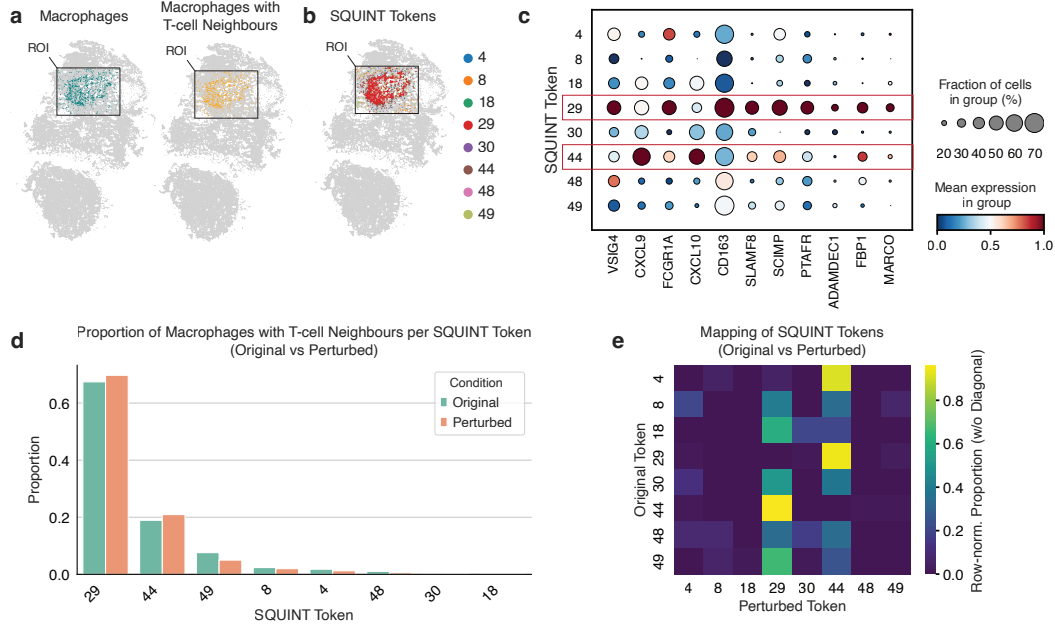 a
Macrophages
Macrophages with
T-cell Neighbours
ROI
ROI
b
SQUINT Tokens
ROI
4
8
18
29
30
44
48
49
c
SQUINT Token
4
8
18
29
30
44
48
49
VSIG4
CXCL9
FCGR1A
CXCL10
CD163
SLAMF8
SCIMP
PTAFR
ADAMDEC1
FBP1
MARCO
Fraction of cells
in group (%)
20 30 40 50 60 70
Mean expression
in group
0.0 0.5 1.0
d
Proportion of Macrophages with T-cell Neighbours per SQUINT Token
(Original vs Perturbed)
Proportion
0.6
0.4
0.2
0.0
Condition
Original
Perturbed
29 44 49 8 4 48 30 18
SQUINT Token
e
Mapping of SQUINT Tokens
(Original vs Perturbed)
Original Token
4
8
18
29
30
44
48
49
4 8 18 29 30 44 48 49
Perturbed Token
0.8
0.6
0.4
0.2
0.0
Row-norm. Proportion (w/o Diagonal)